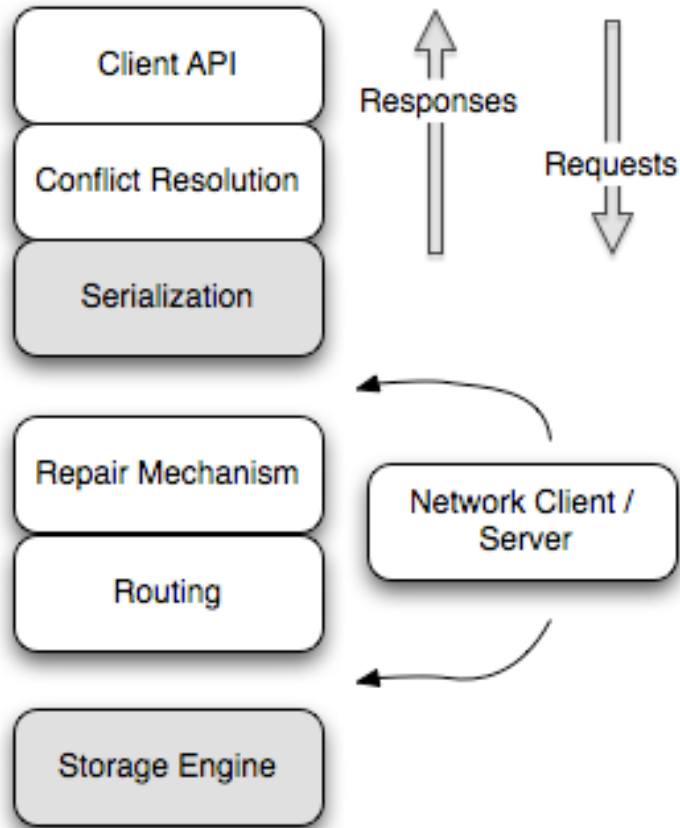 Client API
Responses
Conflict Resolution
Requests
Serialization
Repair Mechanism
Network Client /
Server
Routing
Storage Engine